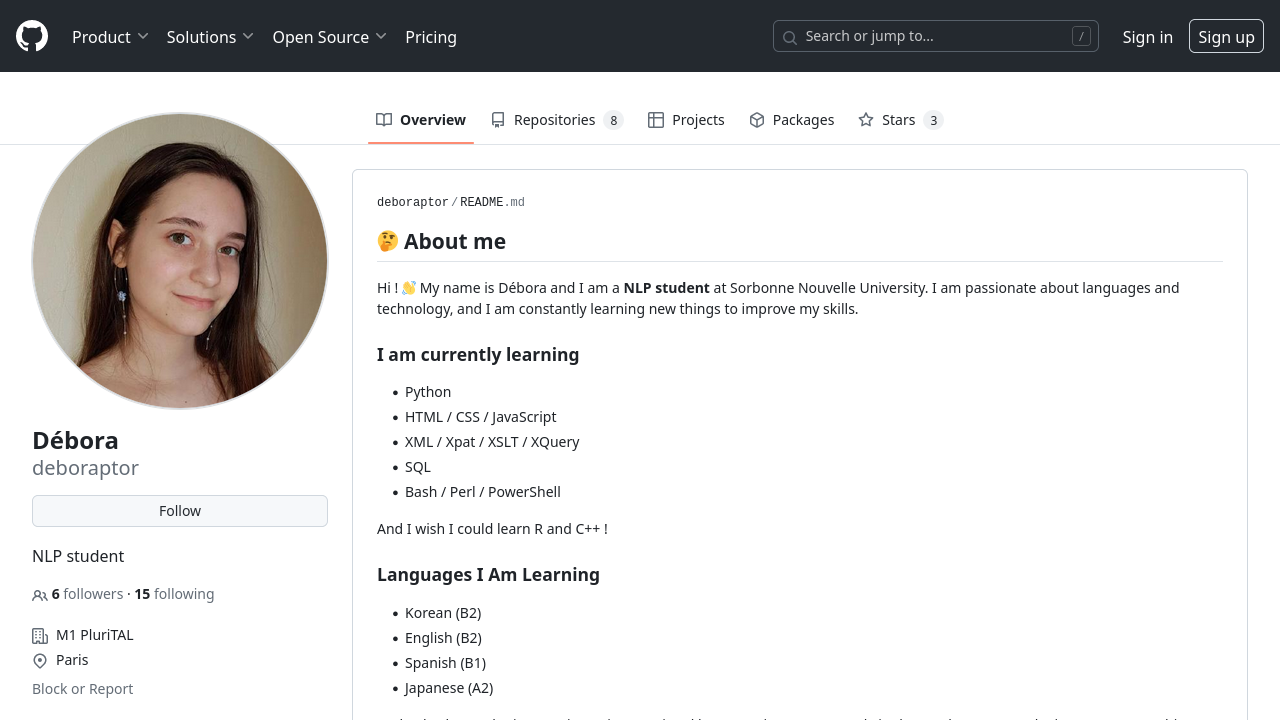 Product
Solutions
Open Source
Pricing
Search or jump to...
/
Sign in
Sign up
Overview
Repositories 8
Projects
Packages
Stars 3
Débora
deboraptor
Follow
NLP student
6 followers · 15 following
M1 PluriTAL
Paris
Block or Report
deboraptor/README.md
🤔 About me
Hi ! 👋 My name is Débora and I am a NLP student at Sorbonne Nouvelle University. I am passionate about languages and
technology, and I am constantly learning new things to improve my skills.
I am currently learning
• Python
• HTML / CSS / JavaScript
• XML / Xpat / XSLT / XQuery
• SQL
• Bash / Perl / PowerShell
And I wish I could learn R and C++ !
Languages I Am Learning
• Korean (B2)
• English (B2)
• Spanish (B1)
• Japanese (A2)